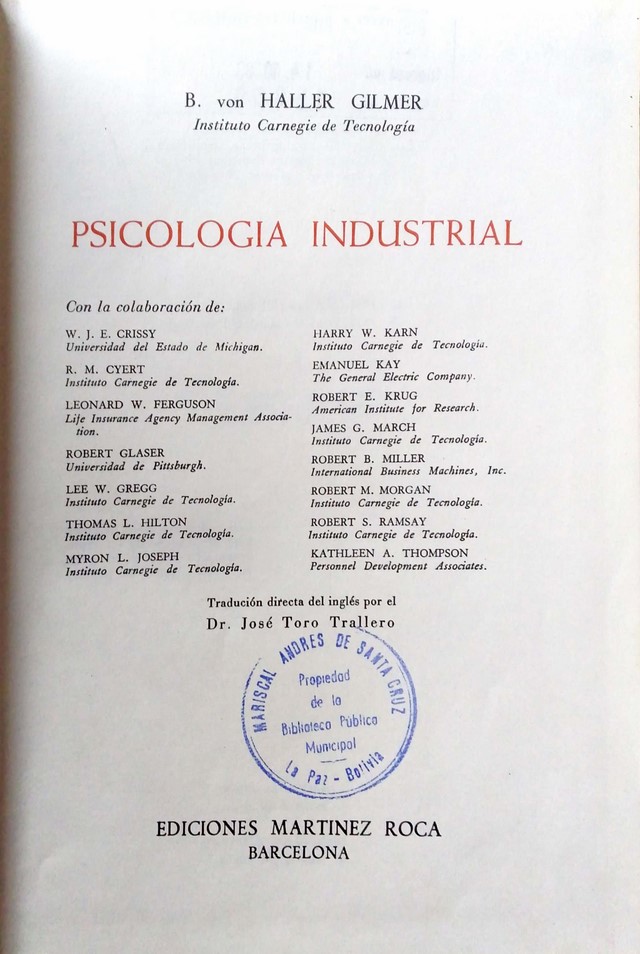 B. von HALLER GILMER
Instituto Carnegie de Tecnología
PSICOLOGIA INDUSTRIAL
Con la colaboración de:
W. J. E. CRISSY
Universidad del Estado de Michigan.
R. M. CYERT
Instituto Carnegie de Tecnología.
LEONARD W. FERGUSON
Life Insurance Agency Management Associa-
tion.
ROBERT GLASER
Universidad de Pittsburgh.
LEE W. GREGG
Instituto Carnegie de Tecnología.
THOMAS L. HILTON
Instituto Carnegie de Tecnología.
MYRON L. JOSEPH
Instituto Carnegie de Tecnología.
HARRY W. KARN
Instituto Carnegie de Tecnología.
EMANUEL KAY
The General Electric Company.
ROBERT E. KRUG
American Institute for Research.
JAMES G. MARCH
Instituto Carnegie de Tecnología.
ROBERT B. MILLER
International Business Machines, Inc.
ROBERT M. MORGAN
Instituto Carnegie de Tecnología.
ROBERT S. RAMSAY
Instituto Carnegie de Tecnología.
KATHLEEN A. THOMPSON
Personnel Development Associates.
Tradución directa del inglés por el
Dr. José Toro Trallero
MARISCAL ANDRES DE SANTA CRUZ
Propiedad
de la
Biblioteca Pública
Municipal
La Paz - Bolivia
EDICIONES MARTINEZ ROCA
BARCELONA